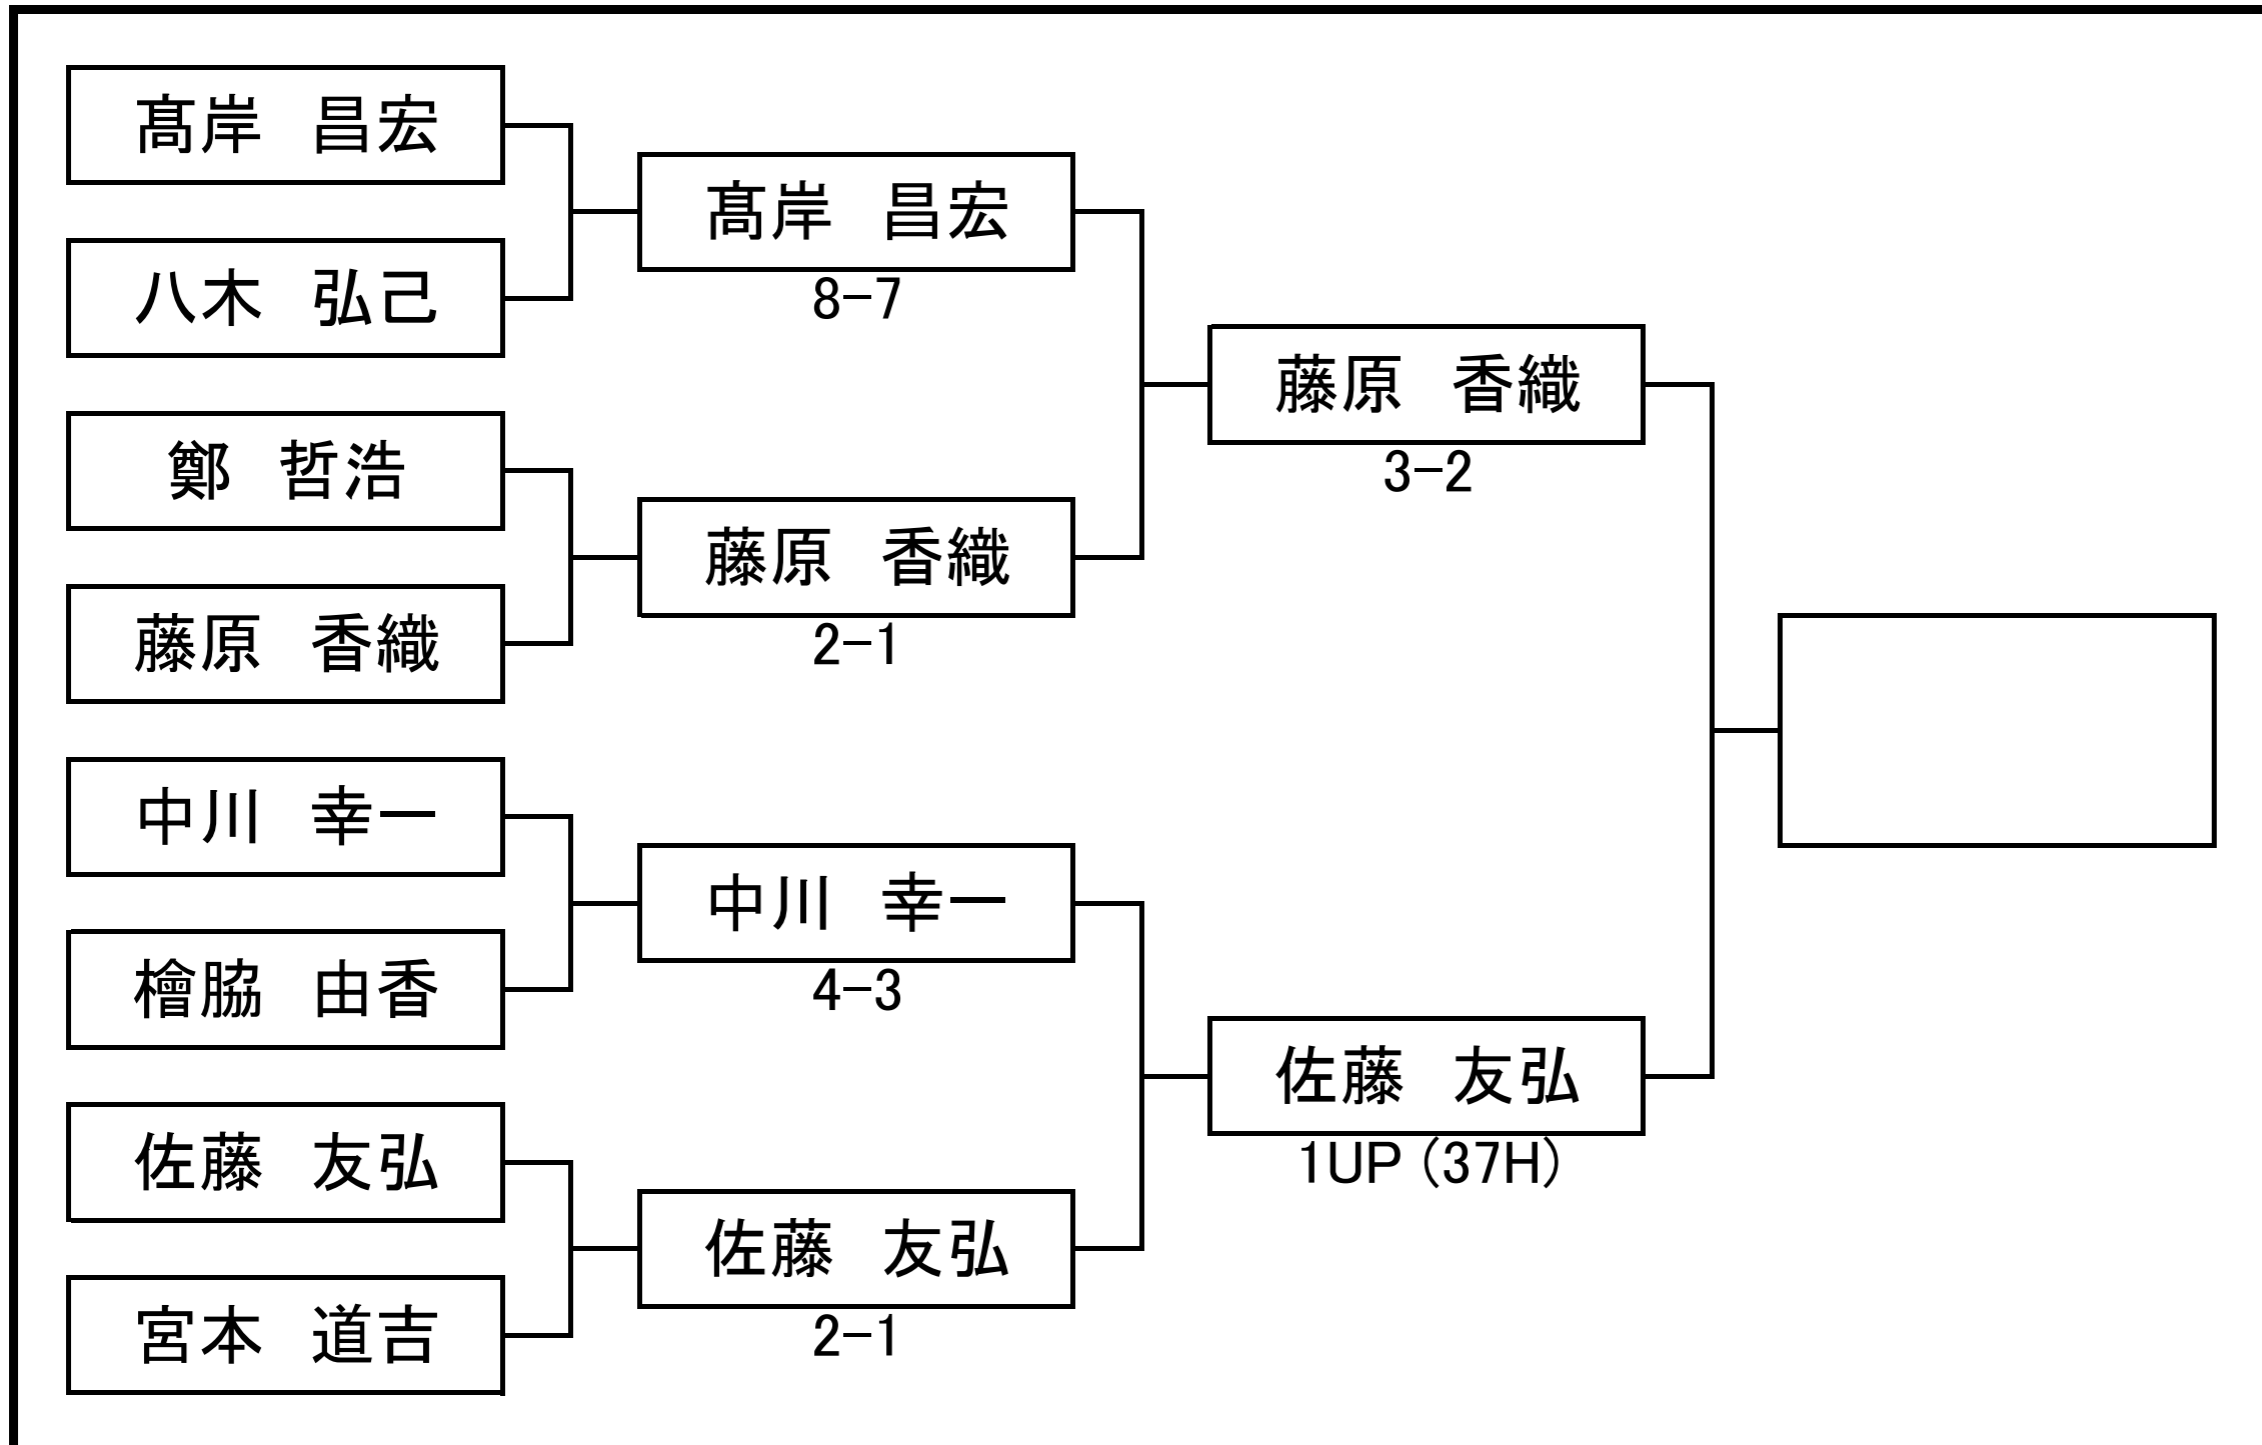 髙岸　昌宏
八木　弘己
鄭　哲浩
藤原　香織
中川　幸一
檜脇　由香
佐藤　友弘
宮本　道吉
髙岸　昌宏
8-7
藤原　香織
2-1
中川　幸一
4-3
佐藤　友弘
2-1
藤原　香織
3-2
佐藤　友弘
1UP(37H)